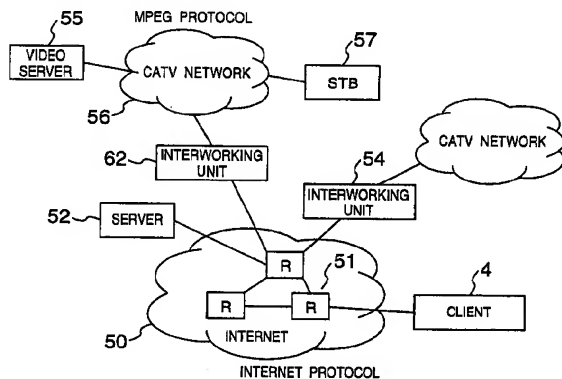 MPEG PROTOCOL
55
VIDEO
SERVER
CATV NETWORK
56
57
STB
CATV NETWORK
62
INTERWORKING
UNIT
54
INTERWORKING
UNIT
52
SERVER
R
51
R
R
4
CLIENT
50
INTERNET
INTERNET PROTOCOL